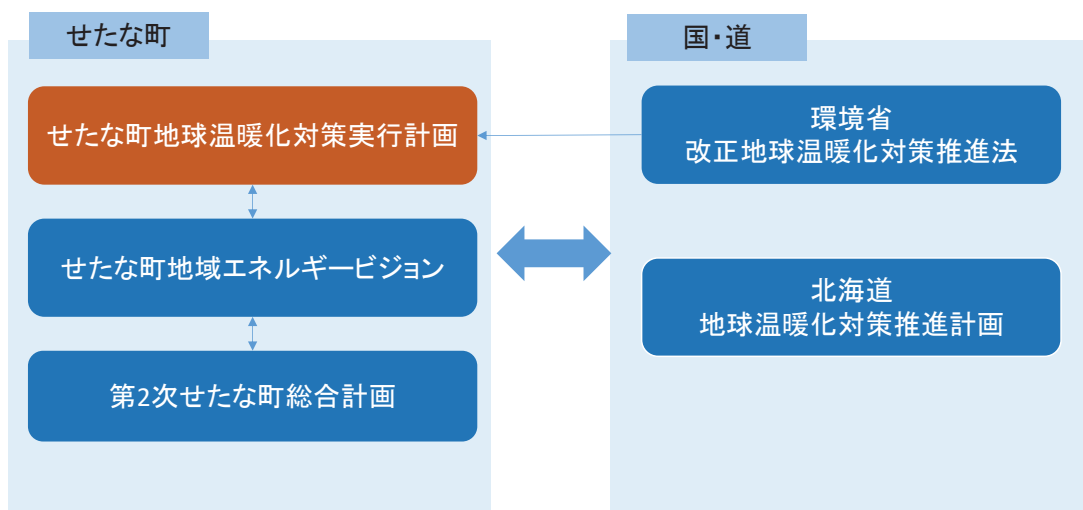 せたな町
せたな町地球温暖化対策実行計画
せたな町地域エネルギービジョン
第2次せたな町総合計画
国・道
環境省
改正地球温暖化対策推進法
北海道
地球温暖化対策推進計画